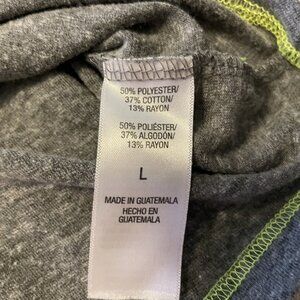 50% POLYESTER/
37% COTTON/
13% RAYON
50% POLIÉSTER/
37% ALGODÓN/
13% RAYON
L
MADE IN GUATEMALA
HECHO EN
GUATEMALA